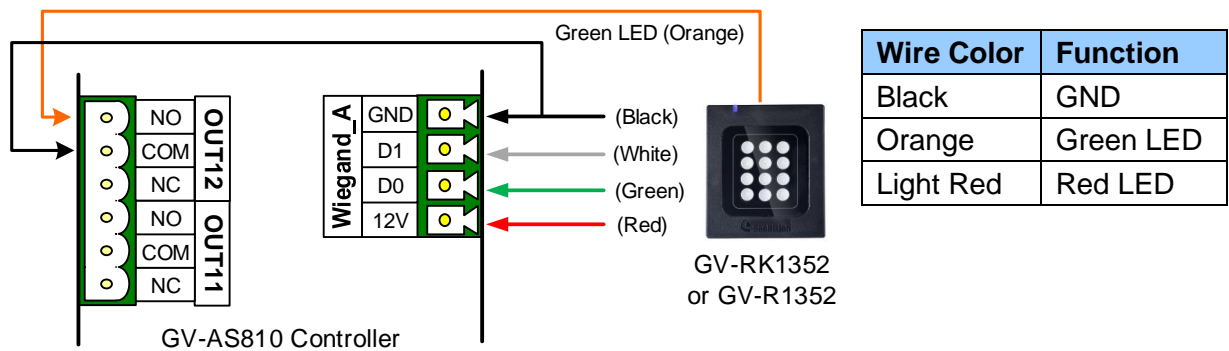 Green LED (Orange)
NO
COM
NC
OUT12
NO
COM
NC
OUT11
Wiegand_A
GND
D1
D0
12V
(Black)
(White)
(Green)
(Red)
GV-RK1352
or GV-R1352
GV-AS810 Controller
Wire Color Function
Black GND
Orange Green LED
Light Red Red LED